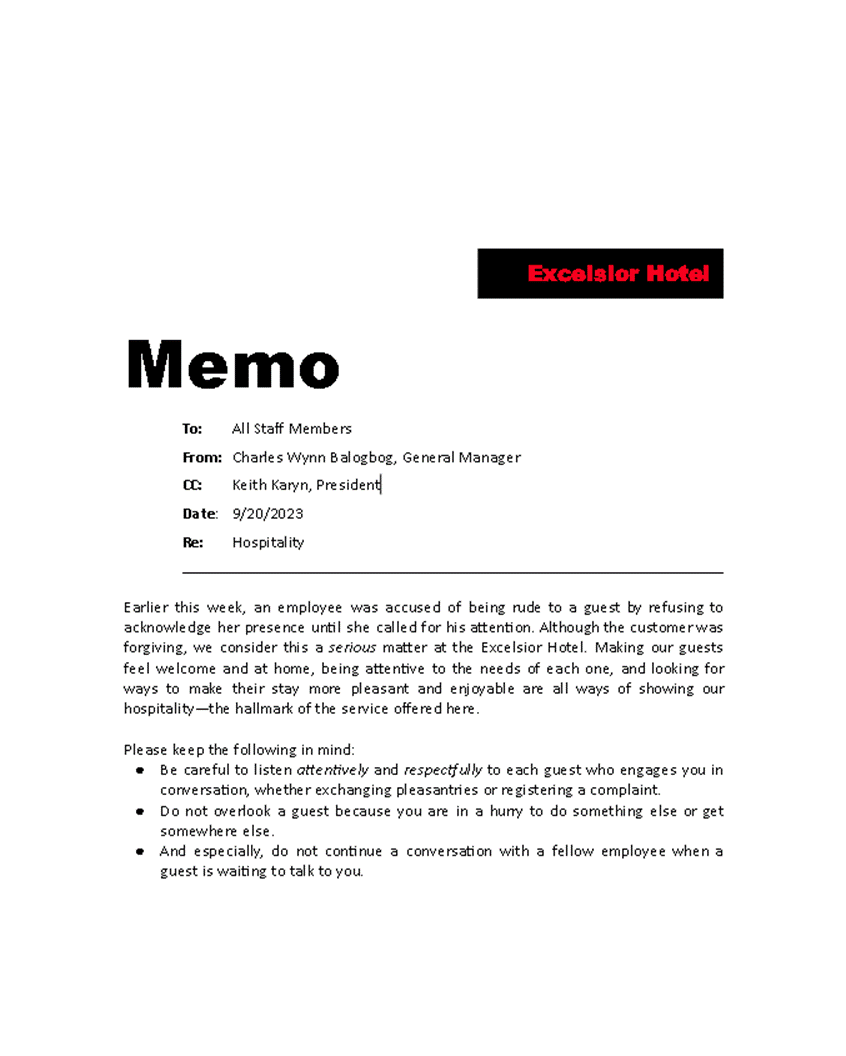 Excelsior Hotel
Memo
To: All Staff Members
From: Charles Wynn Balogbog, General Manager
CC: Keith Karyn, President
Date: 9/20/2023
Re: Hospitality
Earlier this week, an employee was accused of being rude to a guest by refusing to
acknowledge her presence until she called for his attention. Although the customer was
forgiving, we consider this a serious matter at the Excelsior Hotel. Making our guests
feel welcome and at home, being attentive to the needs of each one, and looking for
ways to make their stay more pleasant and enjoyable are all ways of showing our
hospitality—the hallmark of the service offered here.
Please keep the following in mind:
● Be careful to listen attentively and respectfully to each guest who engages you in
conversation, whether exchanging pleasantries or registering a complaint.
● Do not overlook a guest because you are in a hurry to do something else or get
somewhere else.
● And especially, do not continue a conversation with a fellow employee when a
guest is waiting to talk to you.